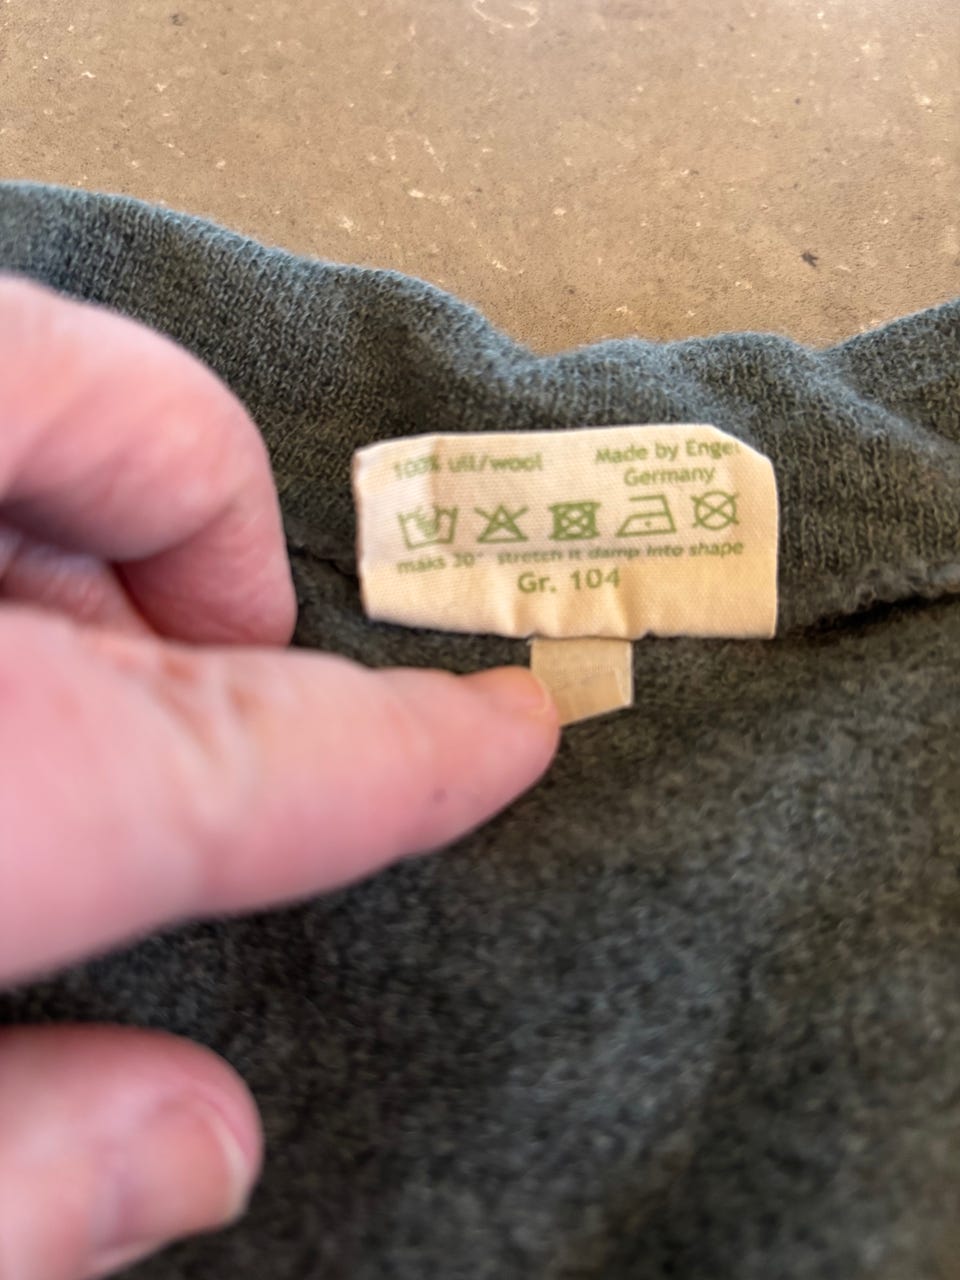 100% ull/wool
Made by Engel
Germany
maks 30° stretch it damp into shape
Gr. 104